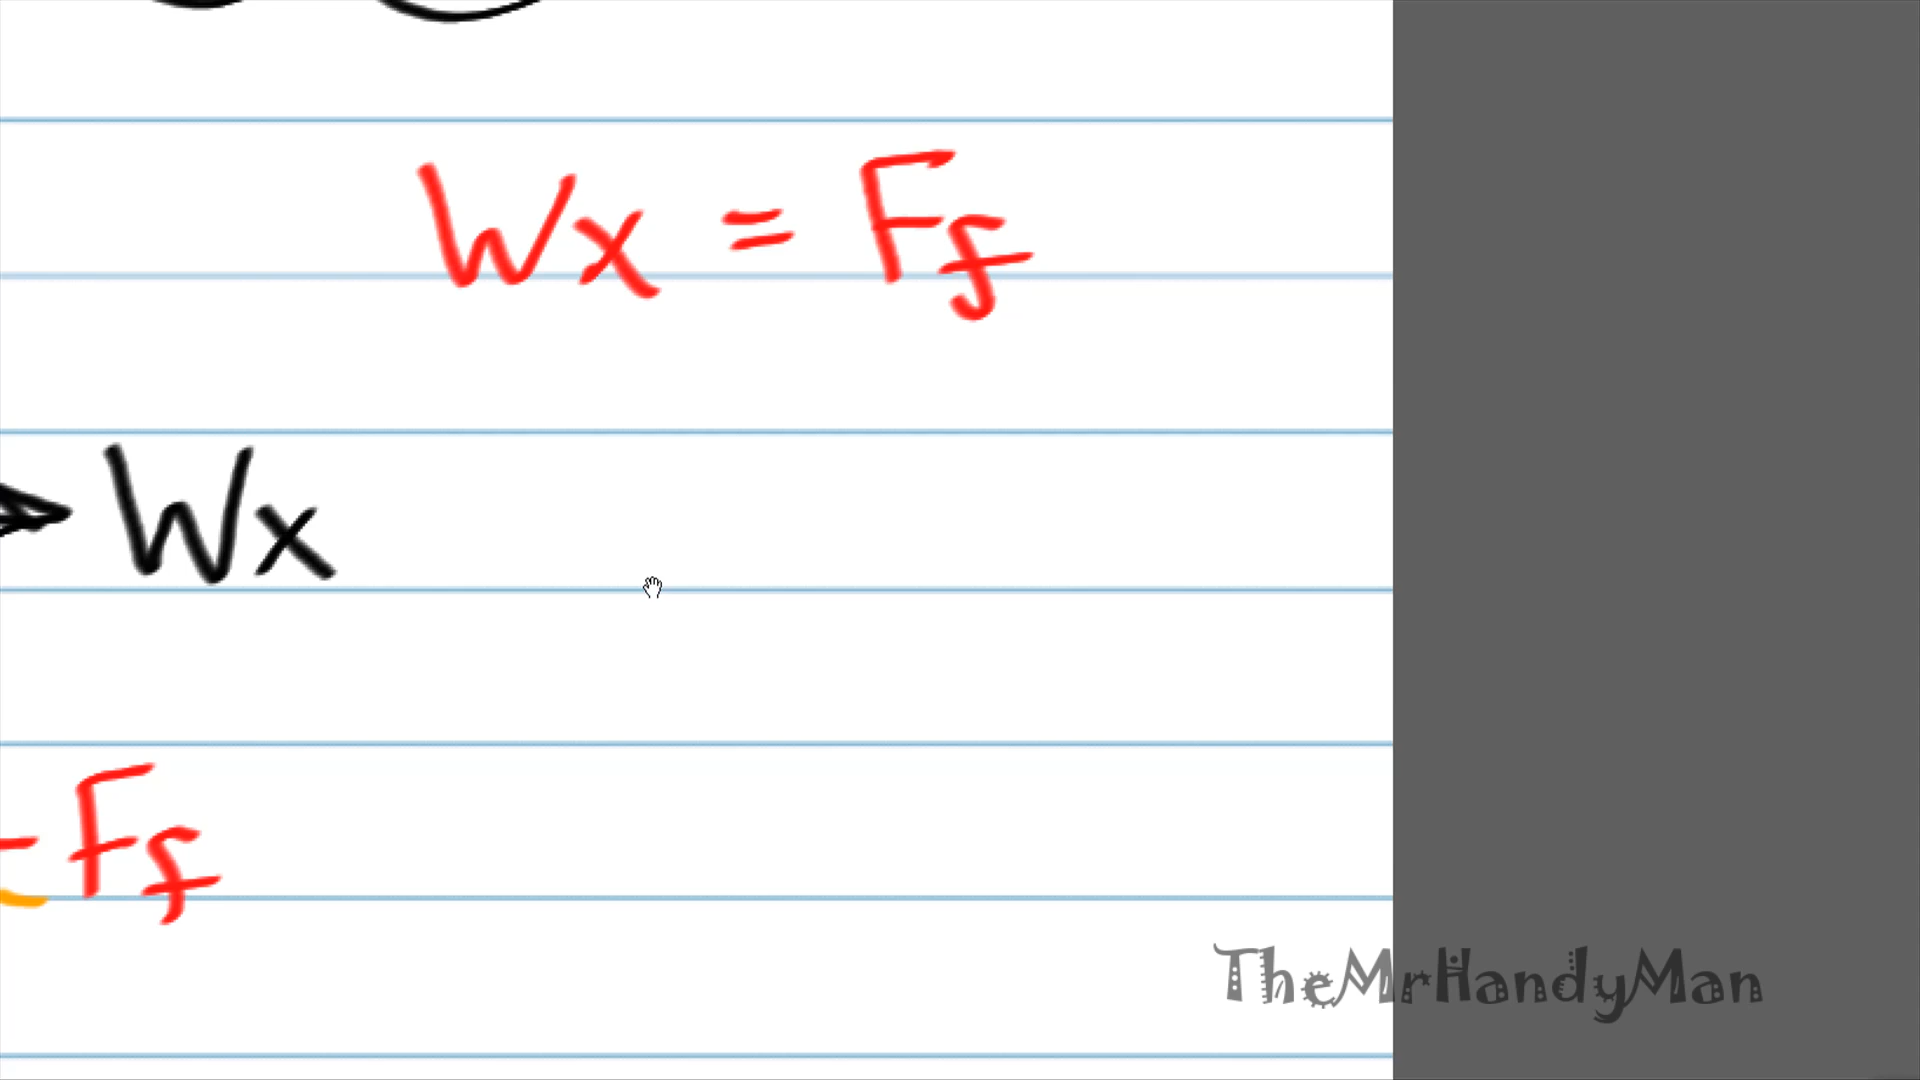 Wx = Ff
Wx
Ff
TheMrHandyMan